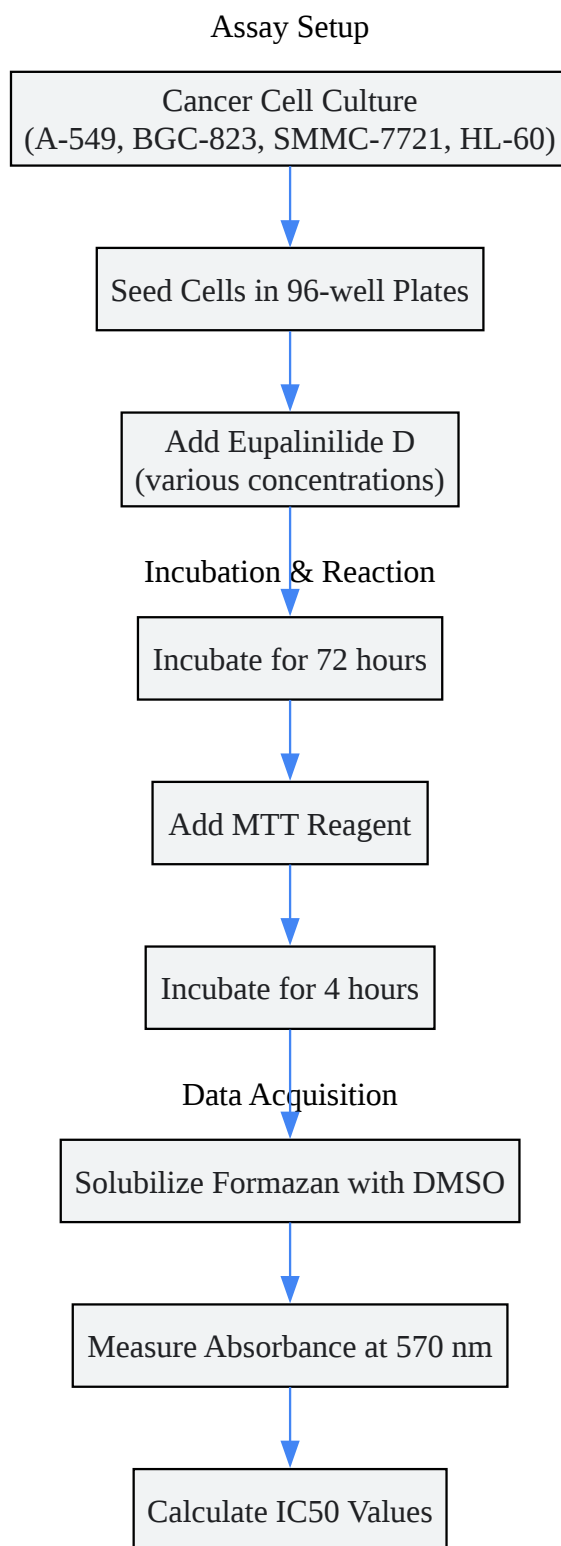 Assay Setup
Cancer Cell Culture
(A-549, BGC-823, SMMC-7721, HL-60)
Seed Cells in 96-well Plates
Add Eupalinilide D
(various concentrations)
Incubation & Reaction
Incubate for 72 hours
Add MTT Reagent
Incubate for 4 hours
Data Acquisition
Solubilize Formazan with DMSO
Measure Absorbance at 570 nm
Calculate IC50 Values